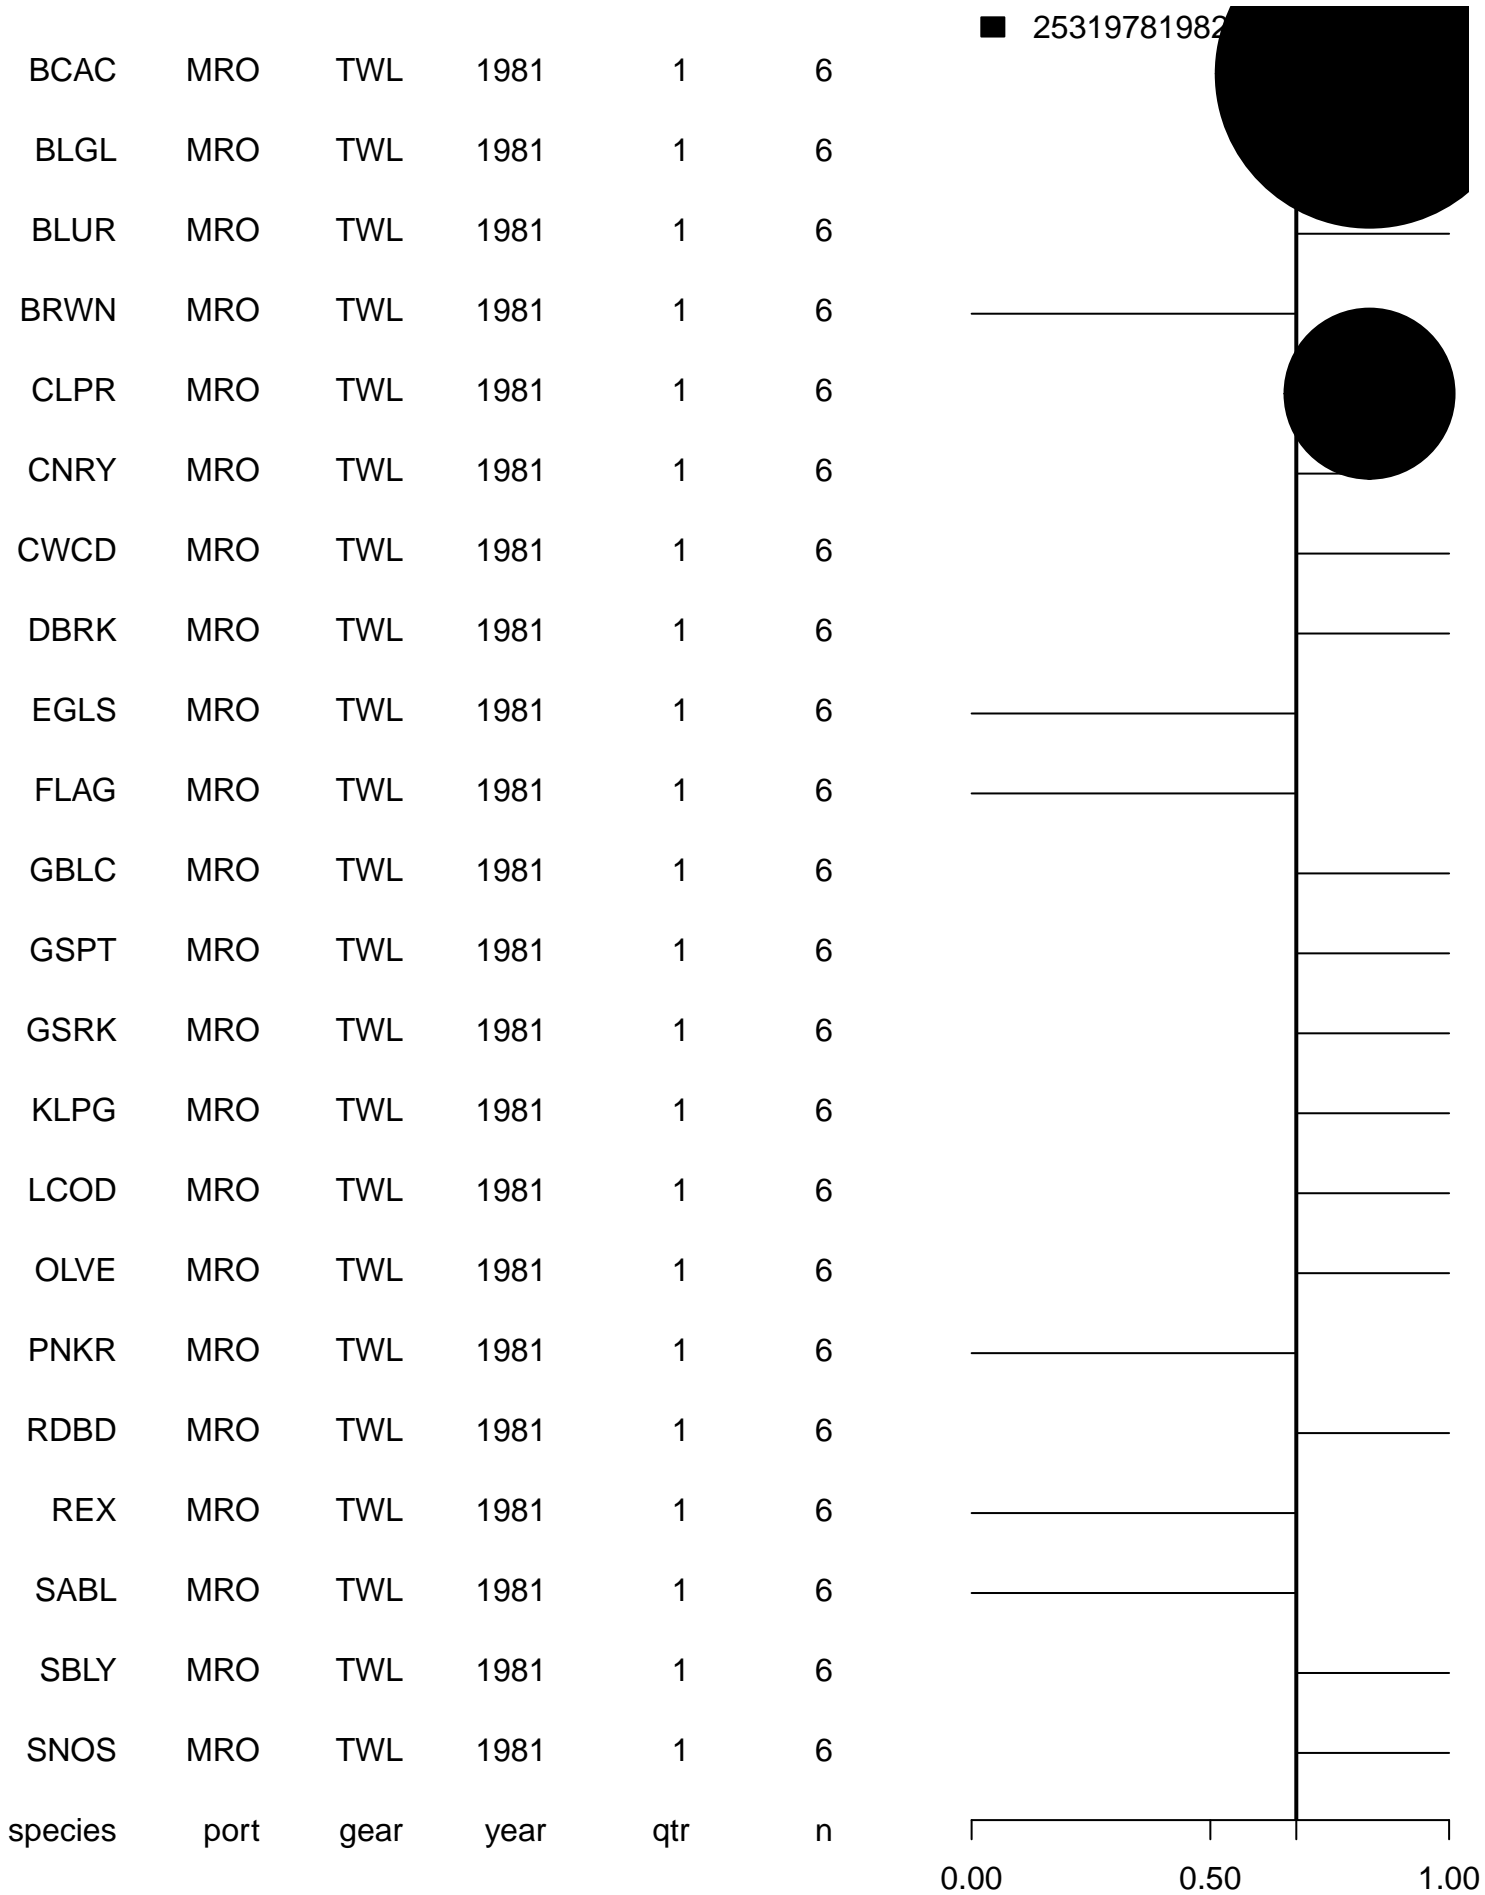 25319781982
BCAC MRO TWL 1981 1 6
BLGL MRO TWL 1981 1 6
BLUR MRO TWL 1981 1 6
BRWN MRO TWL 1981 1 6
CLPR MRO TWL 1981 1 6
CNRY MRO TWL 1981 1 6
CWCD MRO TWL 1981 1 6
DBRK MRO TWL 1981 1 6
EGLS MRO TWL 1981 1 6
FLAG MRO TWL 1981 1 6
GBLC MRO TWL 1981 1 6
GSPT MRO TWL 1981 1 6
GSRK MRO TWL 1981 1 6
KLPG MRO TWL 1981 1 6
LCOD MRO TWL 1981 1 6
OLVE MRO TWL 1981 1 6
PNKR MRO TWL 1981 1 6
RDBD MRO TWL 1981 1 6
REX MRO TWL 1981 1 6
SABL MRO TWL 1981 1 6
SBLY MRO TWL 1981 1 6
SNOS MRO TWL 1981 1 6
species port gear year qtr n
0.00 0.50 1.00